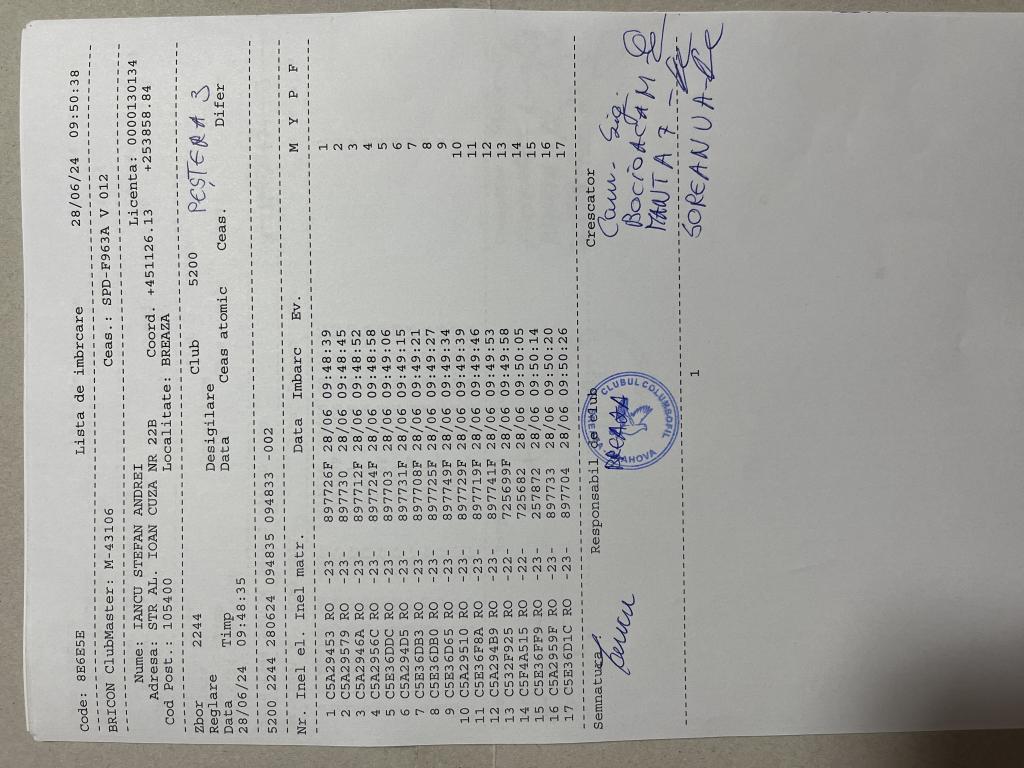 Code: 8E6E5E Lista de imbrcare 28/06/24 09:50:38
BRICON ClubMaster: M-43106 Ceas.: SPD-F963A V 012
Nume: IANCU STEFAN ANDREI Licenta: 0000130134
Adresa: STR AL. IOAN CUZA NR 22B Coord. +451126.13 +253858.84
Cod Post.: 105400 Localitate: BREAZA
Zbor 2244 Club 5200 PEȘTERA 3
Reglare Desigilare
Data Timp Data Ceas atomic Ceas. Difer
28/06/24 09:48:35
5200 2244 280624 094835 094833 -002
Nr. Inel el. Inel matr. Data Imbarc Ev. M Y P F
1 C5A29453 RO -23- 897726F 28/06 09:48:39 1
2 C5A29579 RO -23- 897730 28/06 09:48:45 2
3 C5A2946A RO -23- 897712F 28/06 09:48:52 3
4 C5A2956C RO -23- 897724F 28/06 09:48:58 4
5 C5E36DDC RO -23- 897703 28/06 09:49:06 5
6 C5A294D5 RO -23- 897731F 28/06 09:49:15 6
7 C5E36DB3 RO -23- 897708F 28/06 09:49:21 7
8 C5E36DB0 RO -23- 897725F 28/06 09:49:27 8
9 C5E36D65 RO -23- 897749F 28/06 09:49:34 9
10 C5A29510 RO -23- 897729F 28/06 09:49:39 10
11 C5E36F8A RO -23- 897719F 28/06 09:49:46 11
12 C5A294B9 RO -23- 897741F 28/06 09:49:53 12
13 C532F925 RO -22- 725699F 28/06 09:49:58 13
14 C5F4A515 RO -22- 725682 28/06 09:50:05 14
15 C5E36FF9 RO -23- 257872 28/06 09:50:14 15
16 C5A2959F RO -23- 897733 28/06 09:50:20 16
17 C5E36D1C RO -23- 897704 28/06 09:50:26 17
Semnatura Responsabil de club Crescator
CLUBUL COLUMBOFIL
BREAZA
MANTA 7
SOREANU A
1